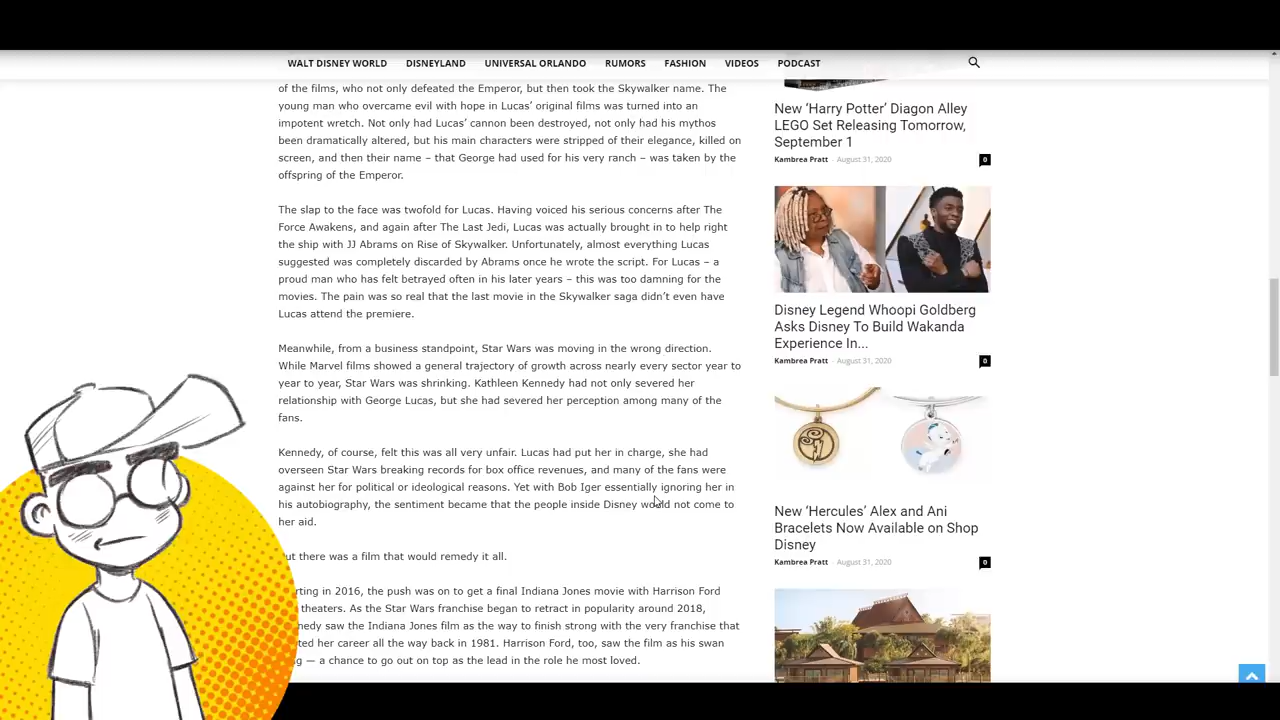 WALT DISNEY WORLD DISNEYLAND UNIVERSAL ORLANDO RUMORS FASHION VIDEOS PODCAST
of the films, who not only defeated the Emperor, but then took the Skywalker name. The
young man who overcame evil with hope in Lucas’ original films was turned into an
impotent wretch. Not only had Lucas’ cannon been destroyed, not only had his mythos
been dramatically altered, but his main characters were stripped of their elegance, killed on
screen, and then their name – that George had used for his very ranch – was taken by the
offspring of the Emperor.
The slap to the face was twofold for Lucas. Having voiced his serious concerns after The
Force Awakens, and again after The Last Jedi, Lucas was actually brought in to help right
the ship with JJ Abrams on Rise of Skywalker. Unfortunately, almost everything Lucas
suggested was completely discarded by Abrams once he wrote the script. For Lucas – a
proud man who has felt betrayed often in his later years – this was too damning for the
movies. The pain was so real that the last movie in the Skywalker saga didn’t even have
Lucas attend the premiere.
Meanwhile, from a business standpoint, Star Wars was moving in the wrong direction.
While Marvel films showed a general trajectory of growth across nearly every sector year to
year to year, Star Wars was shrinking. Kathleen Kennedy had not only severed her
relationship with George Lucas, but she had severed her perception among many of the
fans.
Kennedy, of course, felt this was all very unfair. Lucas had put her in charge, she had
overseen Star Wars breaking records for box office revenues, and many of the fans were
against her for political or ideological reasons. Yet with Bob Iger essentially ignoring her in
his autobiography, the sentiment became that the people inside Disney would not come to
her aid.
ut there was a film that would remedy it all.
rting in 2016, the push was on to get a final Indiana Jones movie with Harrison Ford
theaters. As the Star Wars franchise began to retract in popularity around 2018,
nedy saw the Indiana Jones film as the way to finish strong with the very franchise that
ted her career all the way back in 1981. Harrison Ford, too, saw the film as his swan
g — a chance to go out on top as the lead in the role he most loved.
New ‘Harry Potter’ Diagon Alley
LEGO Set Releasing Tomorrow,
September 1
Kambrea Pratt - August 31, 2020 0
Disney Legend Whoopi Goldberg
Asks Disney To Build Wakanda
Experience In...
Kambrea Pratt - August 31, 2020 0
New ‘Hercules’ Alex and Ani
Bracelets Now Available on Shop
Disney
Kambrea Pratt - August 31, 2020 0